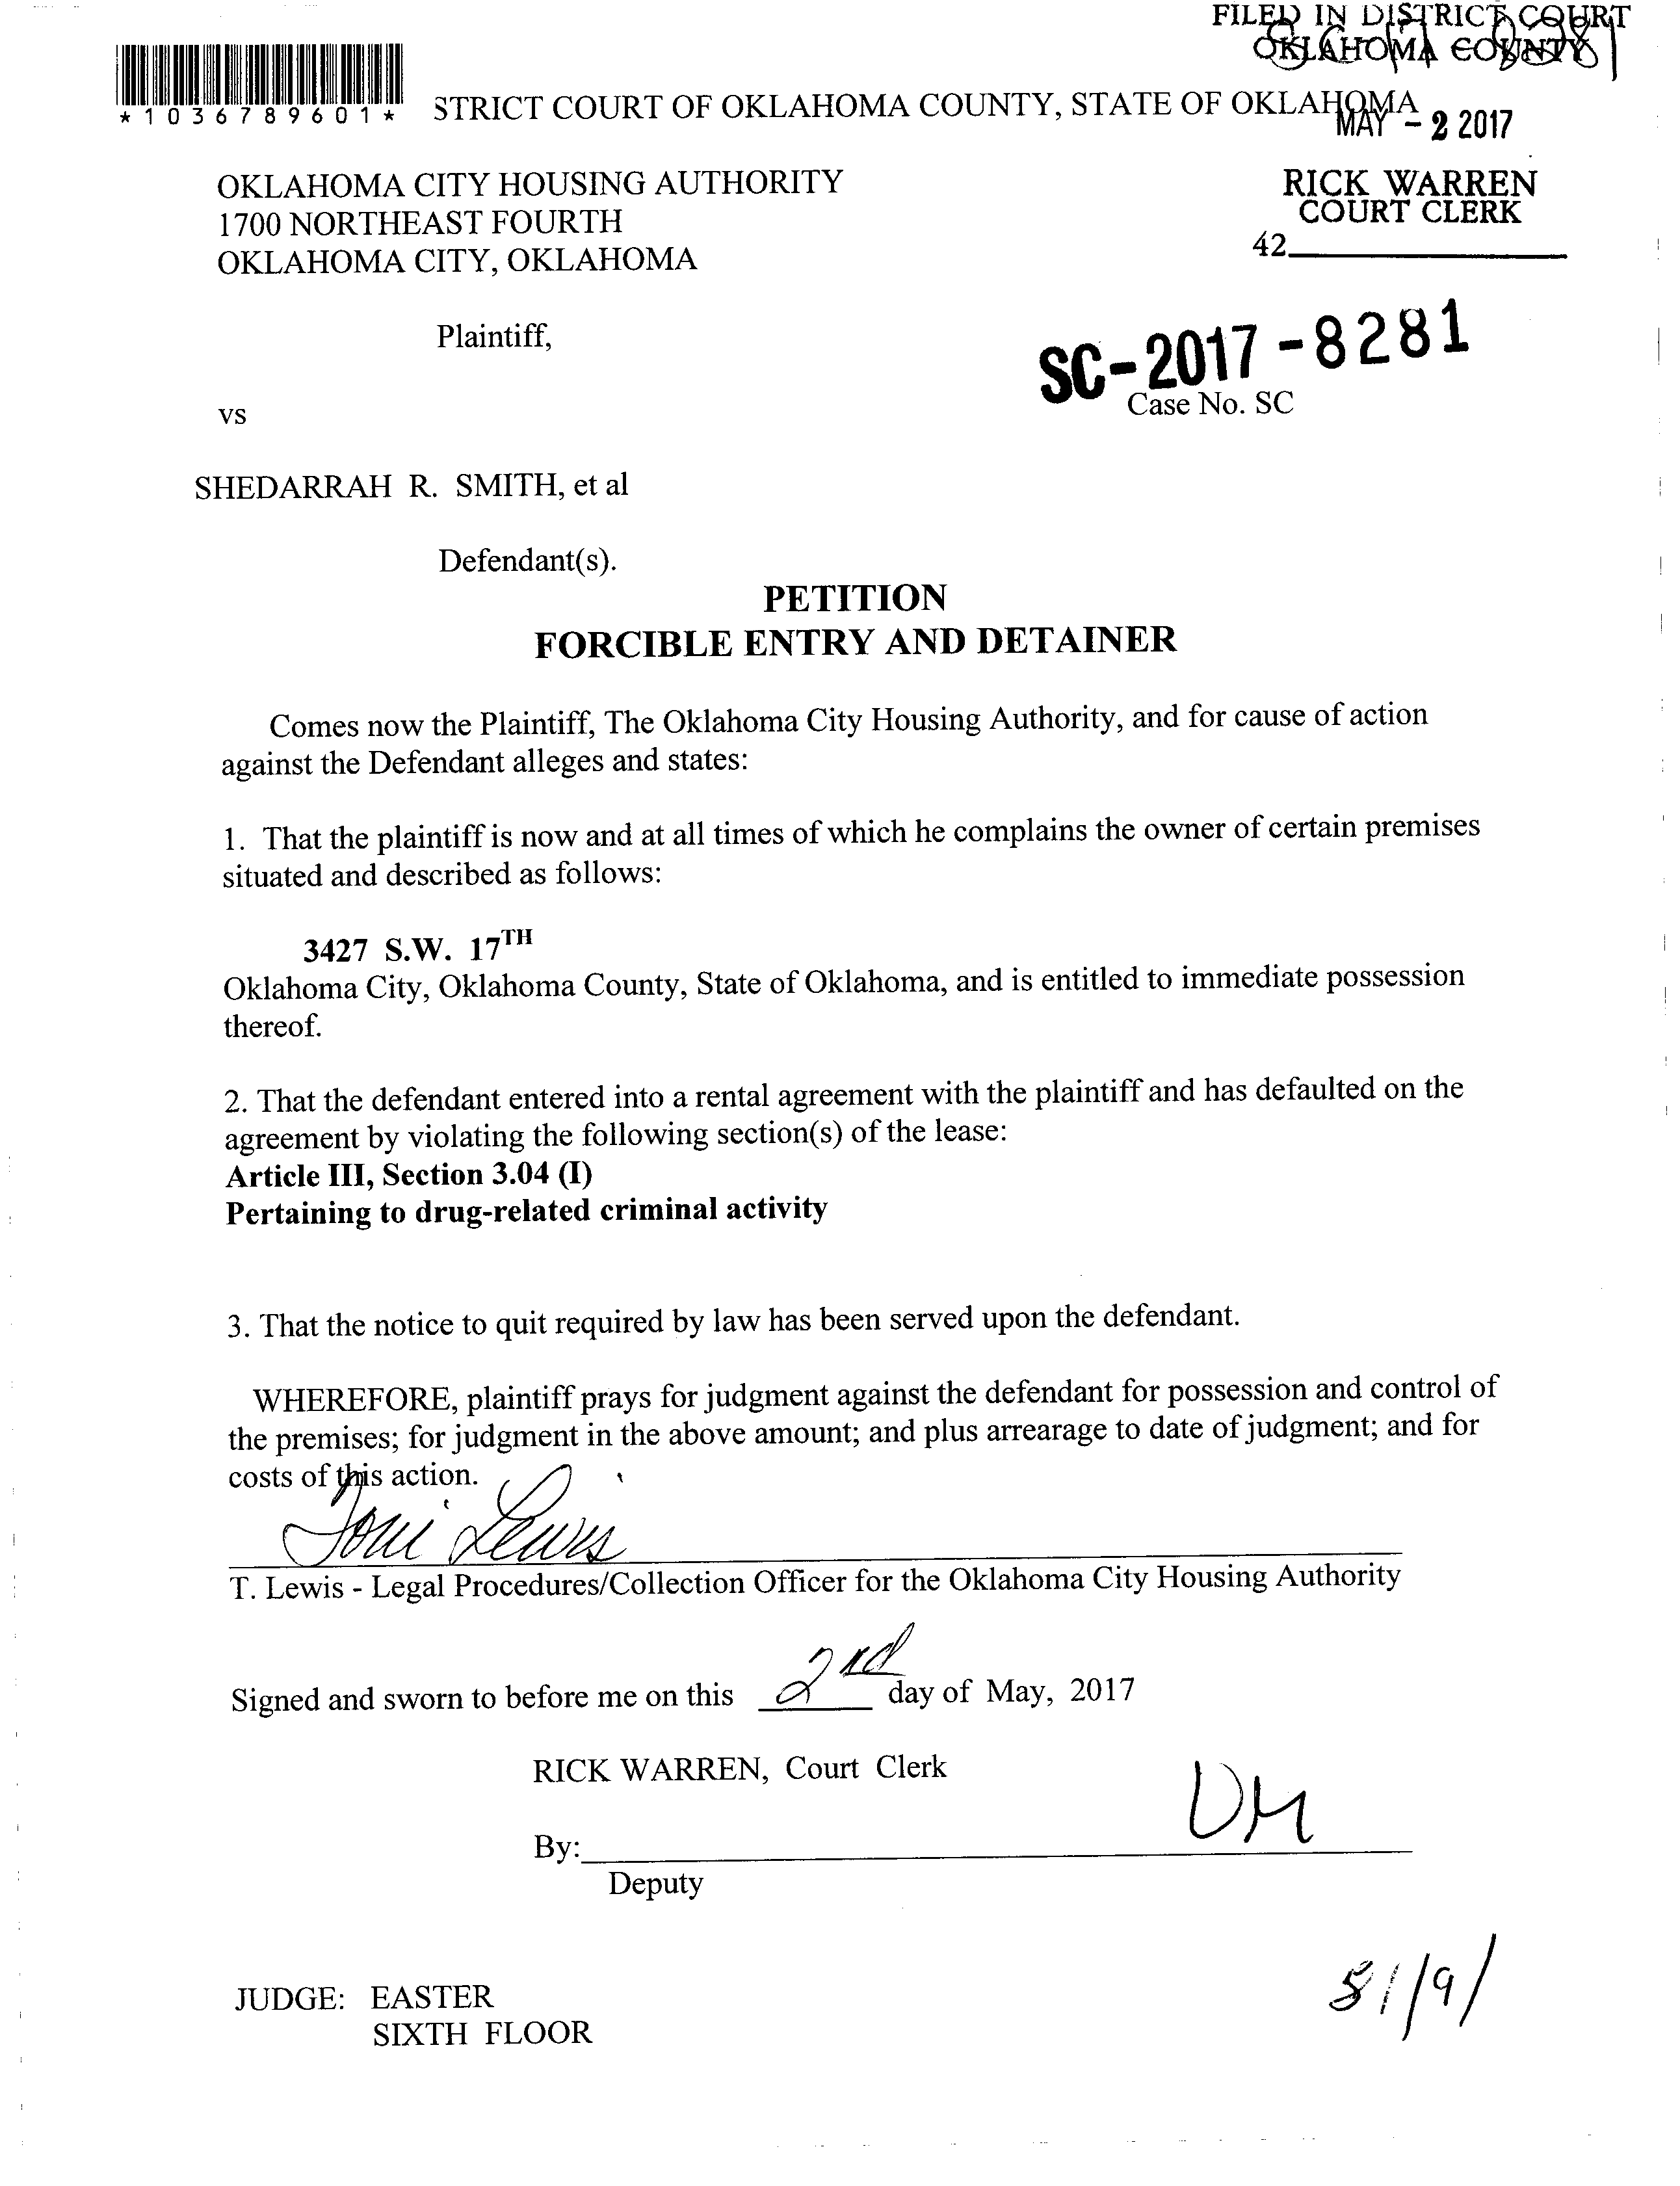 FILED IN DISTRICT COURT
OKLAHOMA COUNTY
*1036789601*
STRICT COURT OF OKLAHOMA COUNTY, STATE OF OKLAHOMA
MAY - 2 2017
OKLAHOMA CITY HOUSING AUTHORITY
1700 NORTHEAST FOURTH
OKLAHOMA CITY, OKLAHOMA
RICK WARREN
COURT CLERK
42
Plaintiff,
SC-2017-8281
Case No. SC
vs
SHEDARRAH R. SMITH, et al
Defendant(s).
PETITION
FORCIBLE ENTRY AND DETAINER
Comes now the Plaintiff, The Oklahoma City Housing Authority, and for cause of action
against the Defendant alleges and states:
1. That the plaintiff is now and at all times of which he complains the owner of certain premises
situated and described as follows:
3427 S.W. 17TH
Oklahoma City, Oklahoma County, State of Oklahoma, and is entitled to immediate possession
thereof.
2. That the defendant entered into a rental agreement with the plaintiff and has defaulted on the
agreement by violating the following section(s) of the lease:
Article III, Section 3.04 (I)
Pertaining to drug-related criminal activity
3. That the notice to quit required by law has been served upon the defendant.
WHEREFORE, plaintiff prays for judgment against the defendant for possession and control of
the premises; for judgment in the above amount; and plus arrearage to date of judgment; and for
costs of this action.
Toni Lewis
T. Lewis - Legal Procedures/Collection Officer for the Oklahoma City Housing Authority
Signed and sworn to before me on this 2nd day of May, 2017
RICK WARREN, Court Clerk
By:
Deputy
JUDGE: EASTER
SIXTH FLOOR